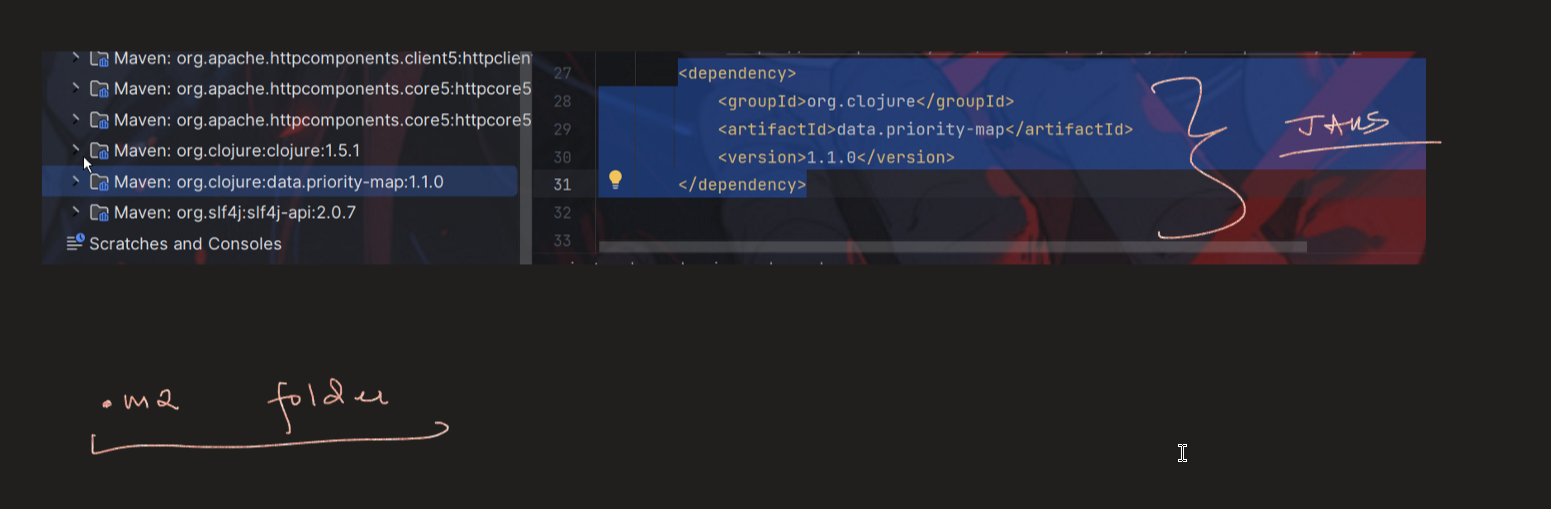 Maven: org.apache.httpcomponents.client5:httpclien
Maven: org.apache.httpcomponents.core5:httpcore5
Maven: org.apache.httpcomponents.core5:httpcore5
Maven: org.clojure:clojure:1.5.1
Maven: org.clojure:data.priority-map:1.1.0
Maven: org.slf4j:slf4j-api:2.0.7
Scratches and Consoles
27 <dependency>
28 <groupId>org.clojure</groupId>
29 <artifactId>data.priority-map</artifactId>
30 <version>1.1.0</version>
31 </dependency>
32
33
JARS
.m2 folder